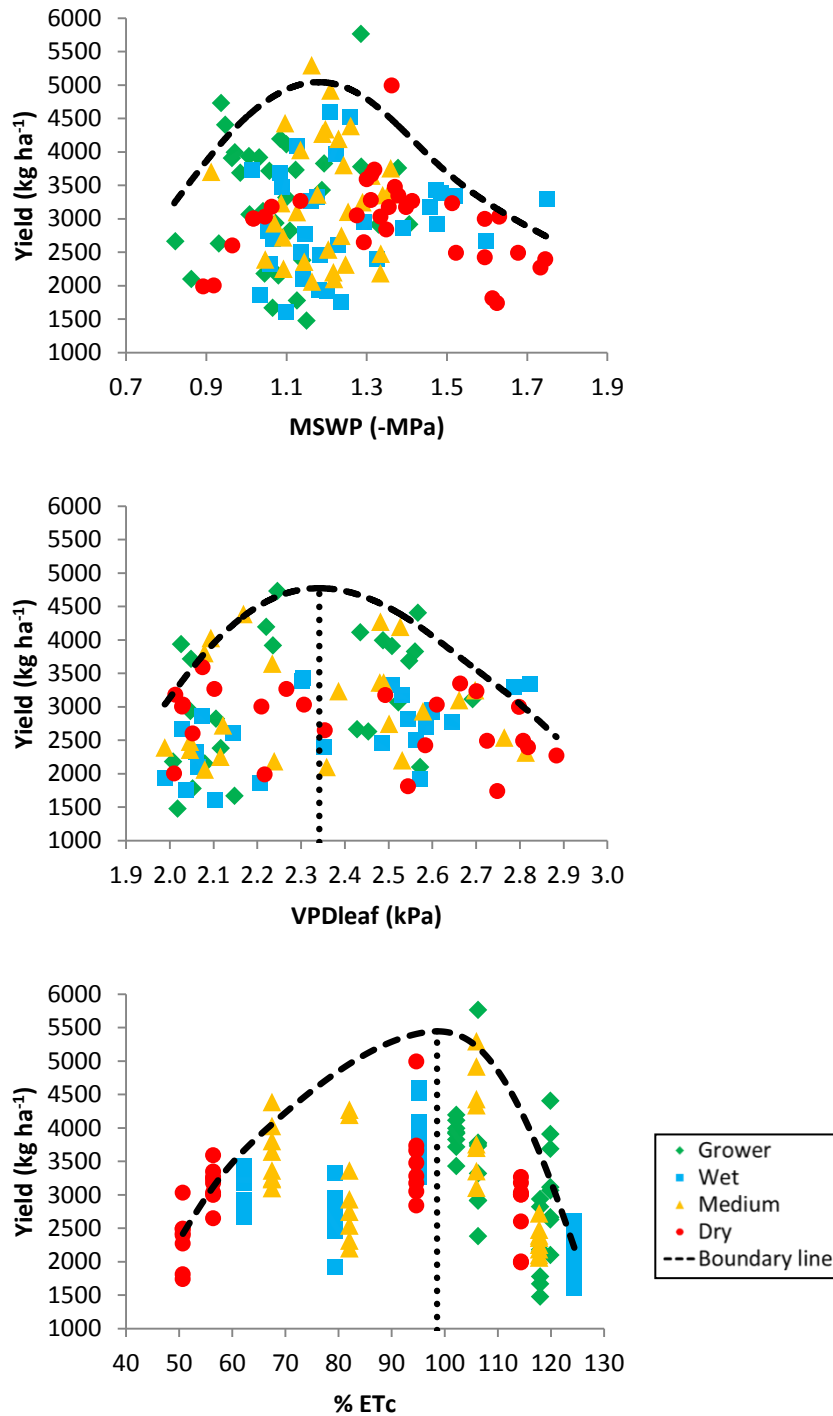 6000
5500
5000
4500
4000
3500
3000
2500
2000
1500
1000
Yield (kg ha⁻¹)
0.7 0.9 1.1 1.3 1.5 1.7 1.9
MSWP (-MPa)
6000
5500
5000
4500
4000
3500
3000
2500
2000
1500
1000
Yield (kg ha⁻¹)
1.9 2.0 2.1 2.2 2.3 2.4 2.5 2.6 2.7 2.8 2.9 3.0
VPDleaf (kPa)
6000
5500
5000
4500
4000
3500
3000
2500
2000
1500
1000
Yield (kg ha⁻¹)
40 50 60 70 80 90 100 110 120 130
% ETc
Grower
Wet
Medium
Dry
Boundary line